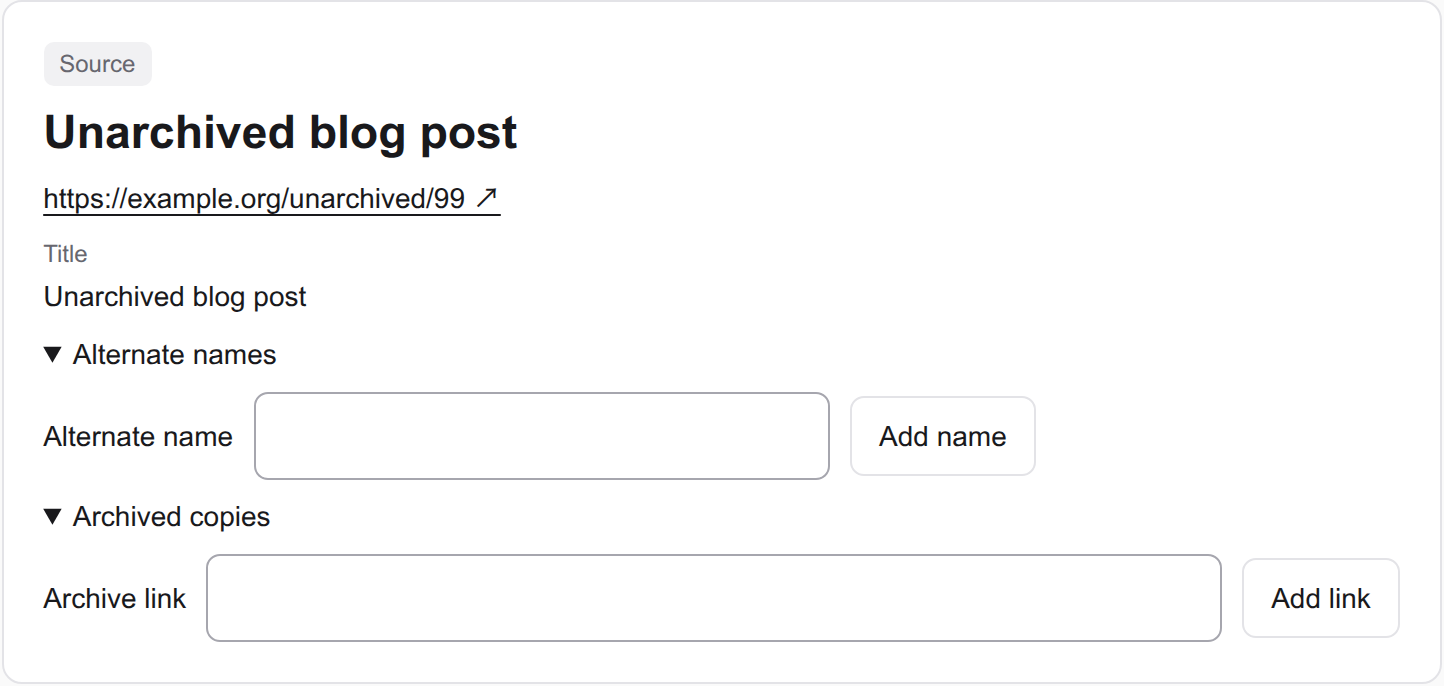 Source
Unarchived blog post
https://example.org/unarchived/99 ↗
Title
Unarchived blog post
▼ Alternate names
Alternate name Add name
▼ Archived copies
Archive link Add link